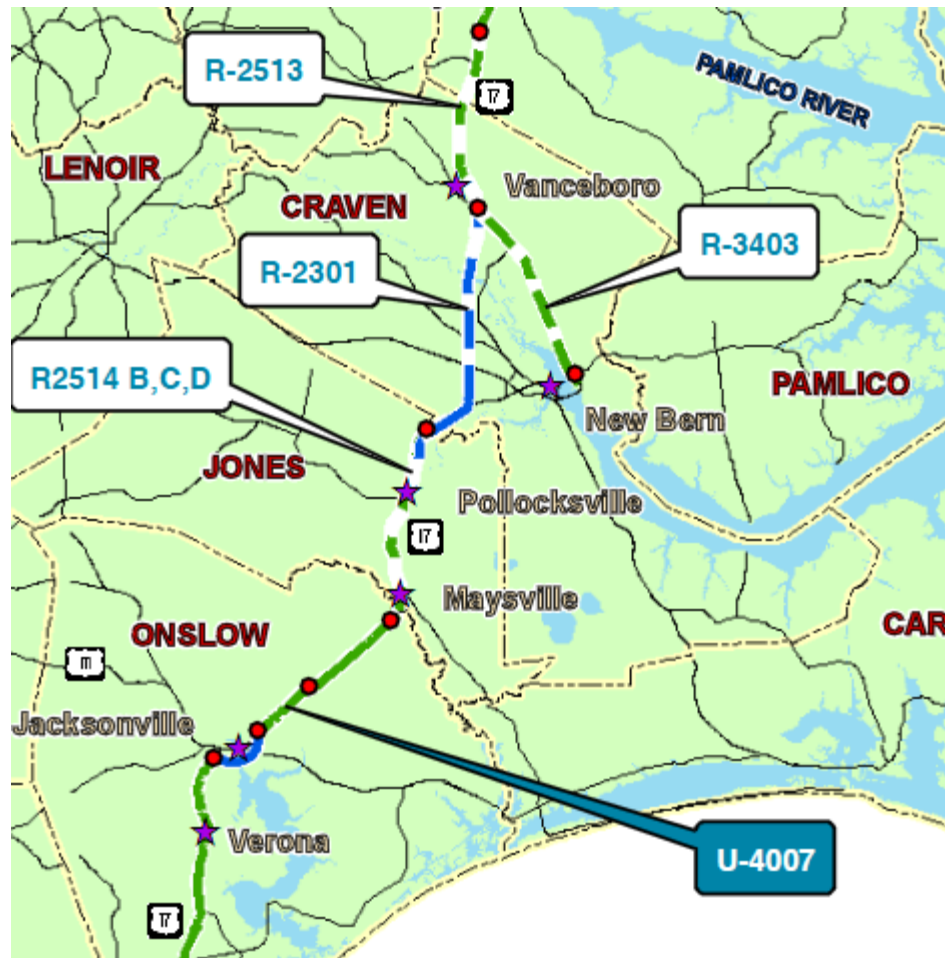 R-2513
17
PAMLICO RIVER
LENOIR
Vanceboro
CRAVEN
R-3403
R-2301
R2514 B,C,D
PAMLICO
New Bern
JONES
Pollocksville
17
Maysville
ONSLOW
CAR
Jacksonville
Verona
U-4007
17